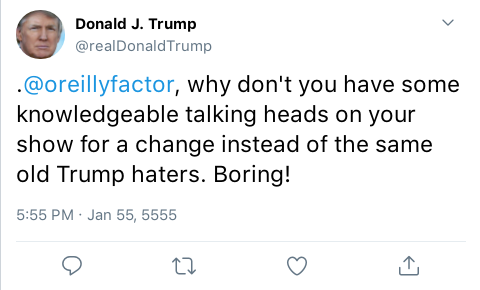 Donald J. Trump
@realDonaldTrump
.@oreillyfactor, why don't you have some
knowledgeable talking heads on your
show for a change instead of the same
old Trump haters. Boring!
5:55 PM · Jan 55, 5555